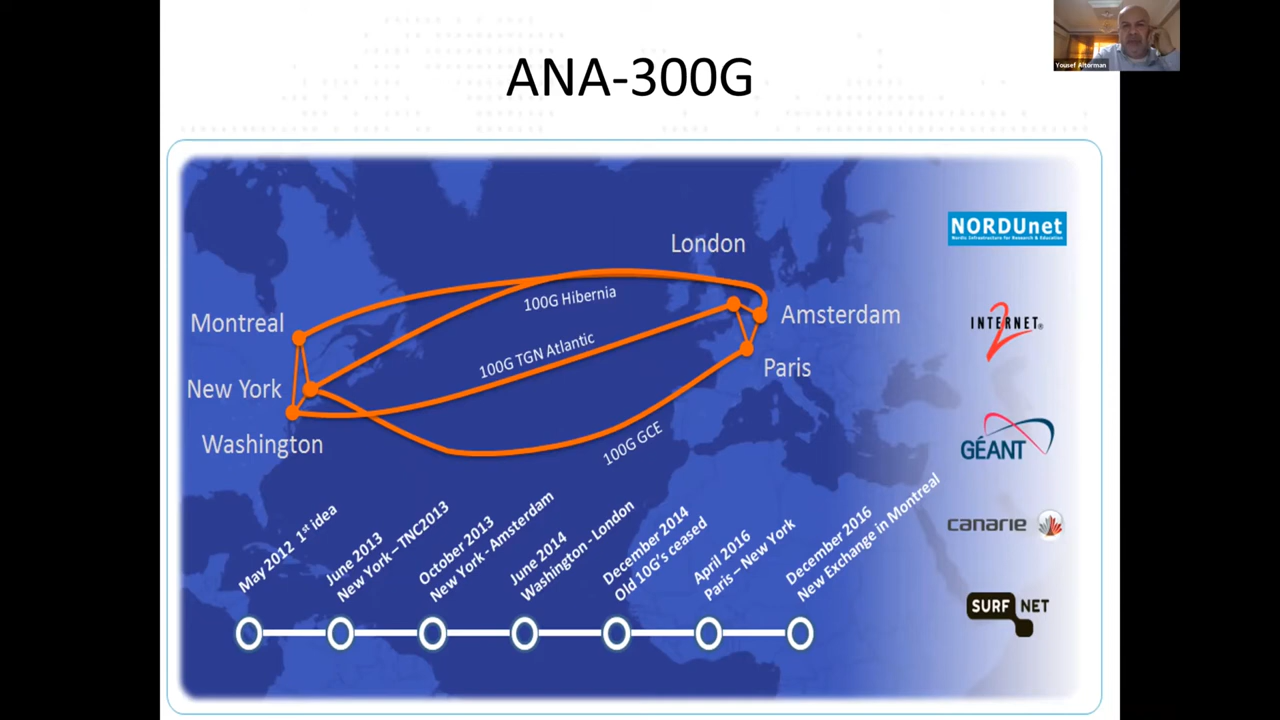 Yousef Altorman
ANA-300G
NORDUnet
Nordic Infrastructure for Research & Education
London
100G Hibernia
Montreal
Amsterdam
INTERNET®
2
100G TGN Atlantic
Paris
New York
Washington
100G GCE
GÉANT
May 2012 1st idea
June 2013
New York – TNC2013
October 2013
New York - Amsterdam
June 2014
Washington - London
December 2014
Old 10G's ceased
April 2016
Paris – New York
December 2016
New Exchange in Montreal
canarie
SURF NET